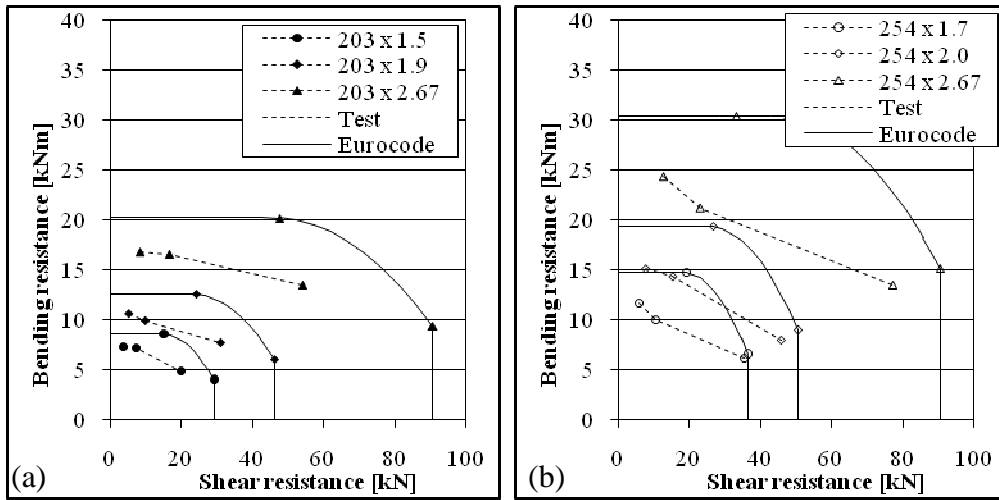 40
35
30
25
20
15
10
5
0
Bending resistance [kNm]
203 x 1.5
203 x 1.9
203 x 2.67
Test
Eurocode
0 20 40 60 80 100
Shear resistance [kN]
(a)
40
35
30
25
20
15
10
5
0
Bending resistance [kNm]
254 x 1.7
254 x 2.0
254 x 2.67
Test
Eurocode
0 20 40 60 80 100
Shear resistance [kN]
(b)